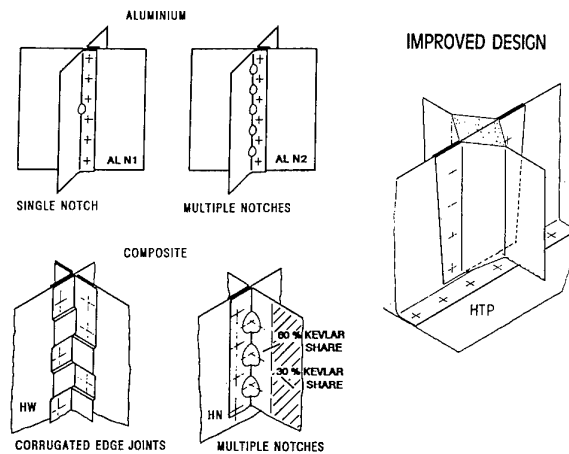 ALUMINIUM
IMPROVED DESIGN
AL N1
AL N2
SINGLE NOTCH
MULTIPLE NOTCHES
HTP
COMPOSITE
60 % KEVLAR
SHARE
30 % KEVLAR
SHARE
HW
HN
CORRUGATED EDGE JOINTS
MULTIPLE NOTCHES